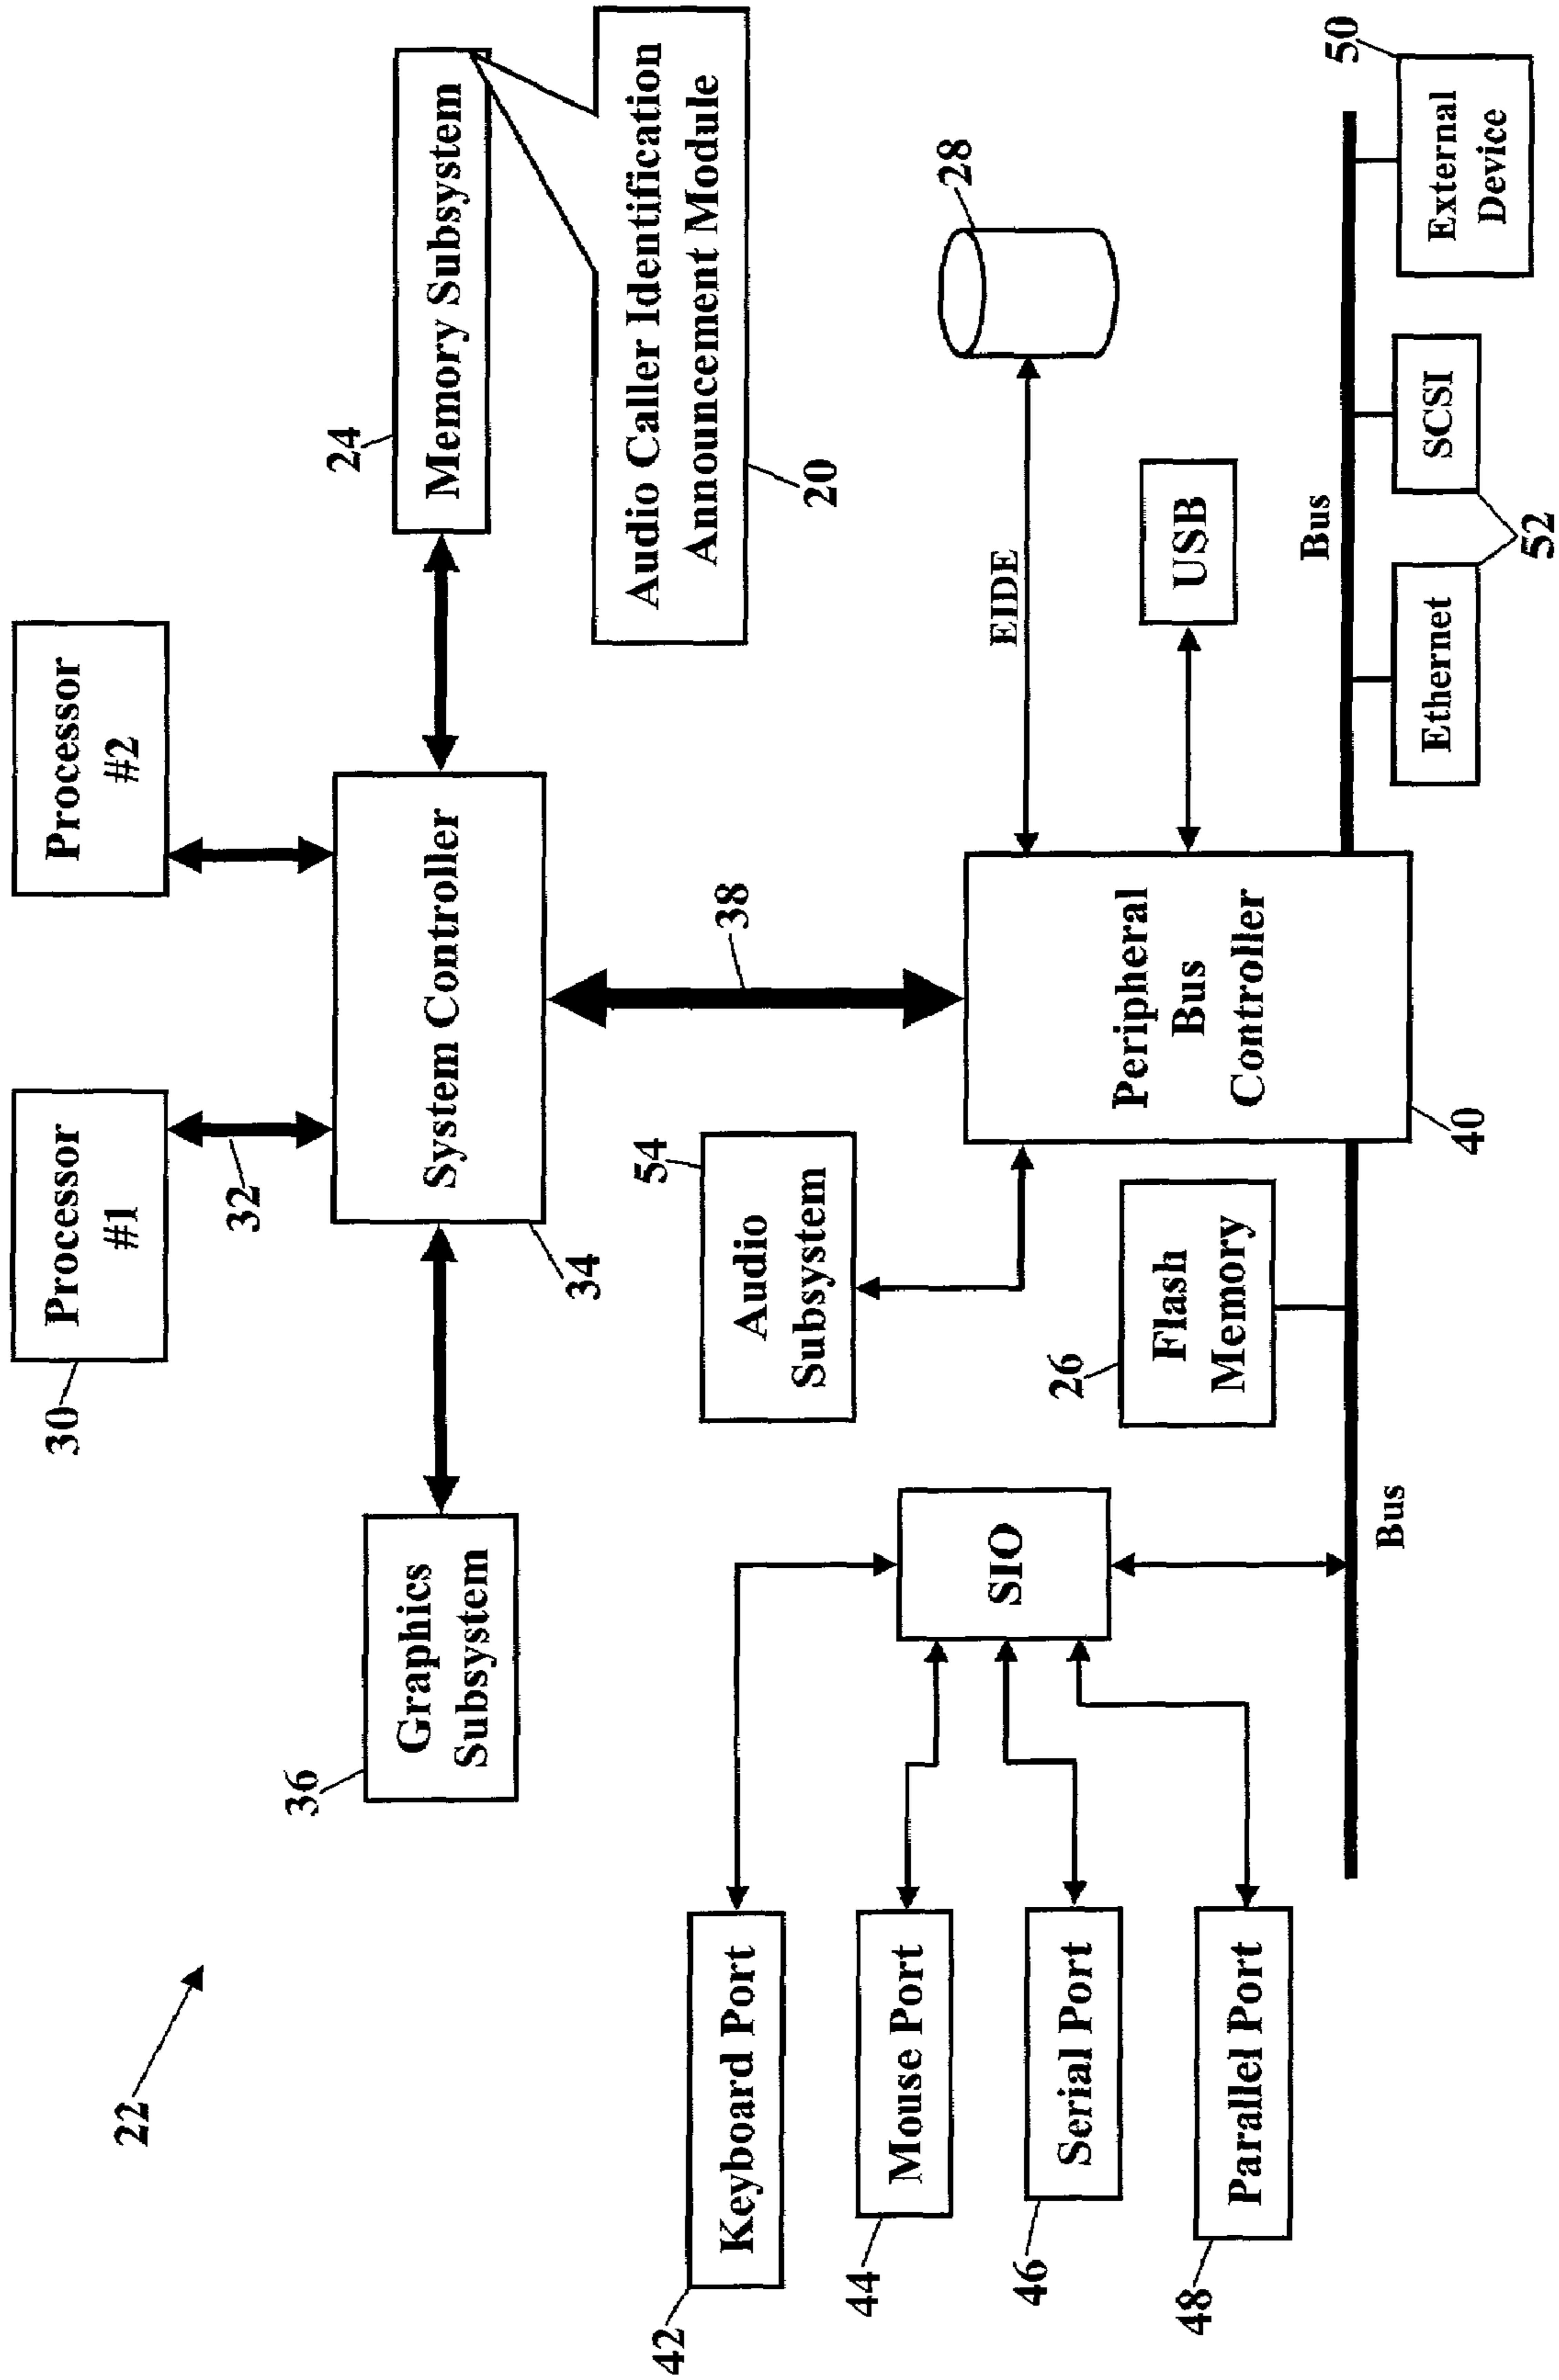 22
30
Processor
#1
32
Processor
#2
36
Graphics
Subsystem
System Controller
34
24
Memory Subsystem
Audio Caller Identification
Announcement Module
20
38
42
Keyboard Port
44
Mouse Port
46
Serial Port
48
Parallel Port
SIO
54
Audio
Subsystem
26
Flash
Memory
Bus
Peripheral
Bus
Controller
40
EIDE
28
USB
Bus
Ethernet
SCSI
52
External
Device
50